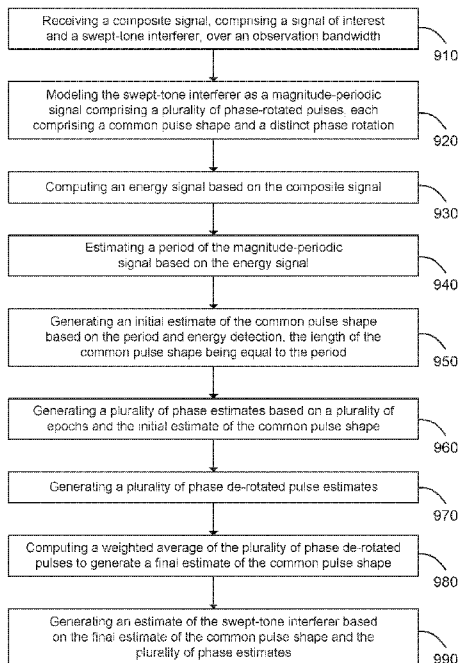 Receiving a composite signal, comprising a signal of interest
and a swept-tone interferer, over an observation bandwidth
910
Modeling the swept-tone interferer as a magnitude-periodic
signal comprising a plurality of phase-rotated pulses, each
comprising a common pulse shape and a distinct phase rotation
920
Computing an energy signal based on the composite signal
930
Estimating a period of the magnitude-periodic
signal based on the energy signal
940
Generating an initial estimate of the common pulse shape
based on the period and energy detection, the length of the
common pulse shape being equal to the period
950
Generating a plurality of phase estimates based on a plurality of
epochs and the initial estimate of the common pulse shape
960
Generating a plurality of phase de-rotated pulse estimates
970
Computing a weighted average of the plurality of phase de-rotated
pulses to generate a final estimate of the common pulse shape
980
Generating an estimate of the swept-tone interferer based
on the final estimate of the common pulse shape and the
plurality of phase estimates
990